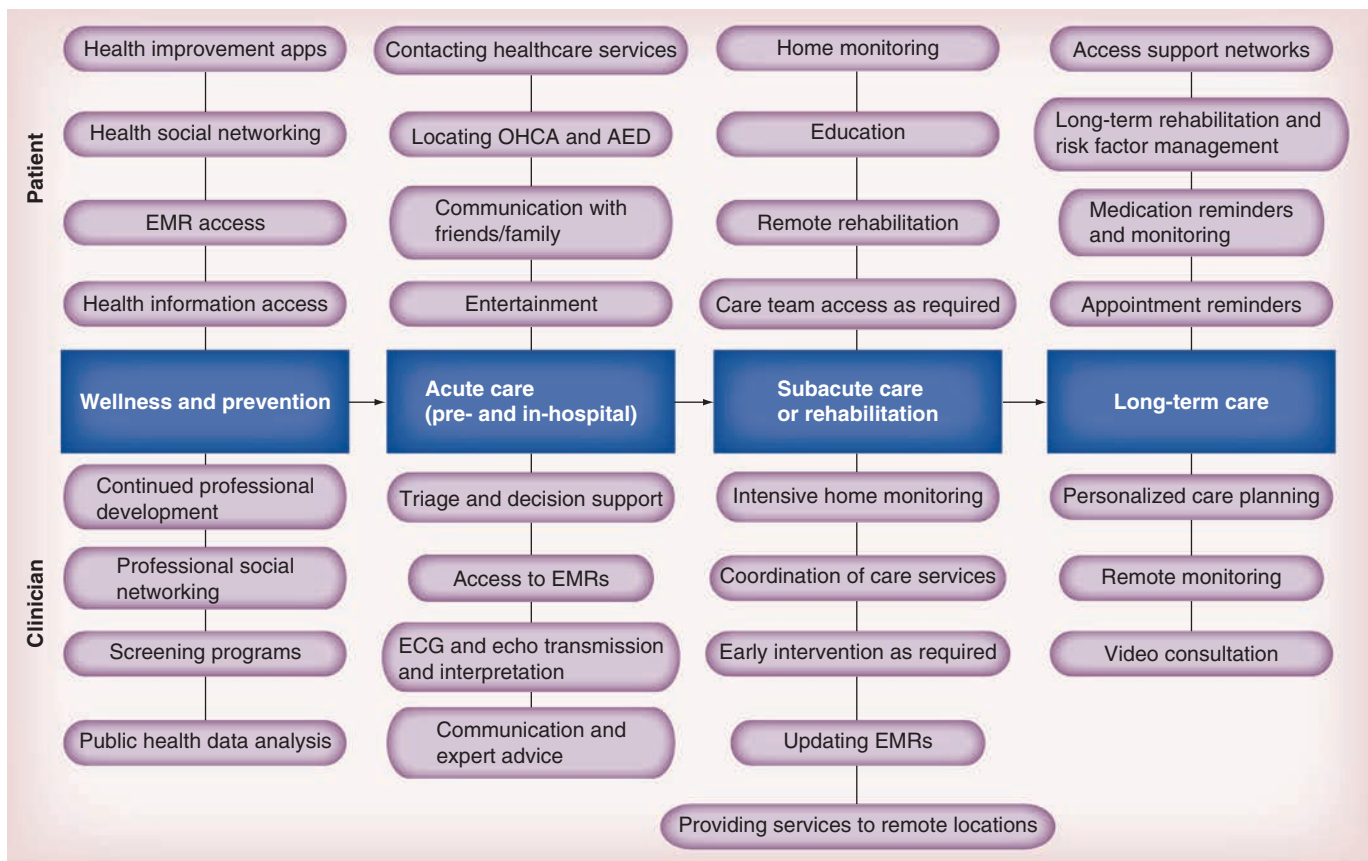 Patient
Health improvement apps
Health social networking
EMR access
Health information access
Contacting healthcare services
Locating OHCA and AED
Communication with
friends/family
Entertainment
Home monitoring
Education
Remote rehabilitation
Care team access as required
Access support networks
Long-term rehabilitation and
risk factor management
Medication reminders
and monitoring
Appointment reminders
Wellness and prevention
Acute care
(pre- and in-hospital)
Subacute care
or rehabilitation
Long-term care
Clinician
Continued professional
development
Professional social
networking
Screening programs
Public health data analysis
Triage and decision support
Access to EMRs
ECG and echo transmission
and interpretation
Communication and
expert advice
Intensive home monitoring
Coordination of care services
Early intervention as required
Updating EMRs
Providing services to remote locations
Personalized care planning
Remote monitoring
Video consultation